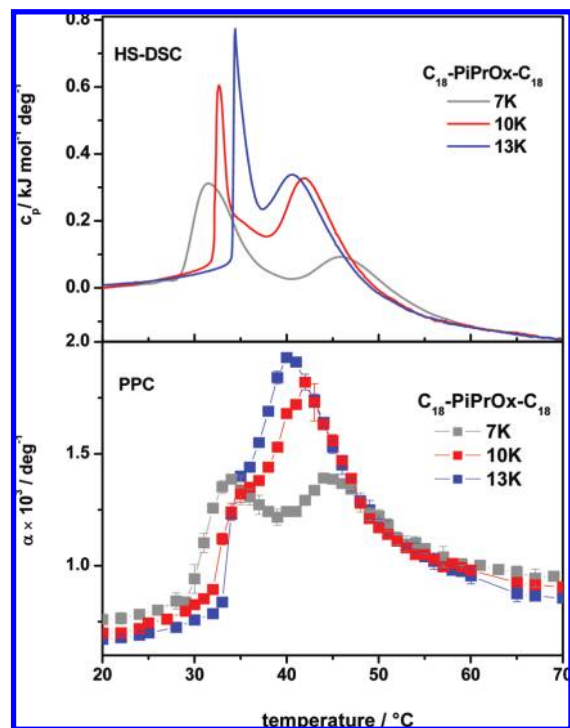 0.8
HS-DSC
C₁₈-PiPrOx-C₁₈
7K
10K
13K
0.6
0.4
0.2
0.0
cₚ / kJ mol⁻¹ deg⁻¹
2.0
PPC
C₁₈-PiPrOx-C₁₈
7K
10K
13K
1.5
1.0
α × 10³ / deg⁻¹
20 30 40 50 60 70
temperature / °C